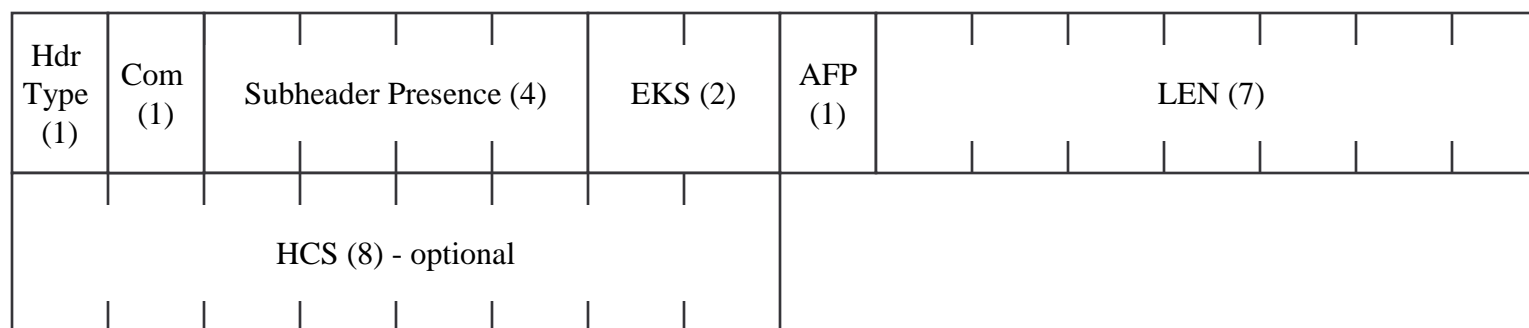 Hdr
Type
(1)
Com
(1)
Subheader Presence (4)
EKS (2)
AFP
(1)
LEN (7)
HCS (8) - optional